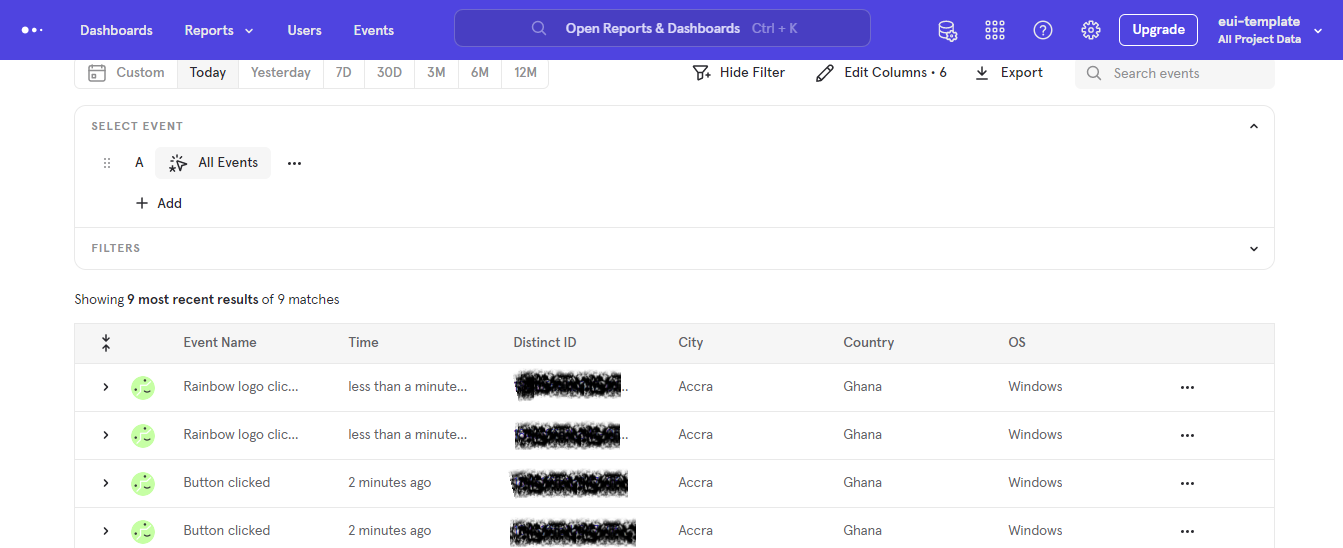 Dashboards Reports Users Events Open Reports & Dashboards Ctrl + K Upgrade eui-template
All Project Data
Custom Today Yesterday 7D 30D 3M 6M 12M Hide Filter Edit Columns • 6 Export Search events
SELECT EVENT
A All Events
Add
FILTERS
Showing 9 most recent results of 9 matches
Event Name Time Distinct ID City Country OS
Rainbow logo clic... less than a minute... Accra Ghana Windows
Rainbow logo clic... less than a minute... Accra Ghana Windows
Button clicked 2 minutes ago Accra Ghana Windows
Button clicked 2 minutes ago Accra Ghana Windows